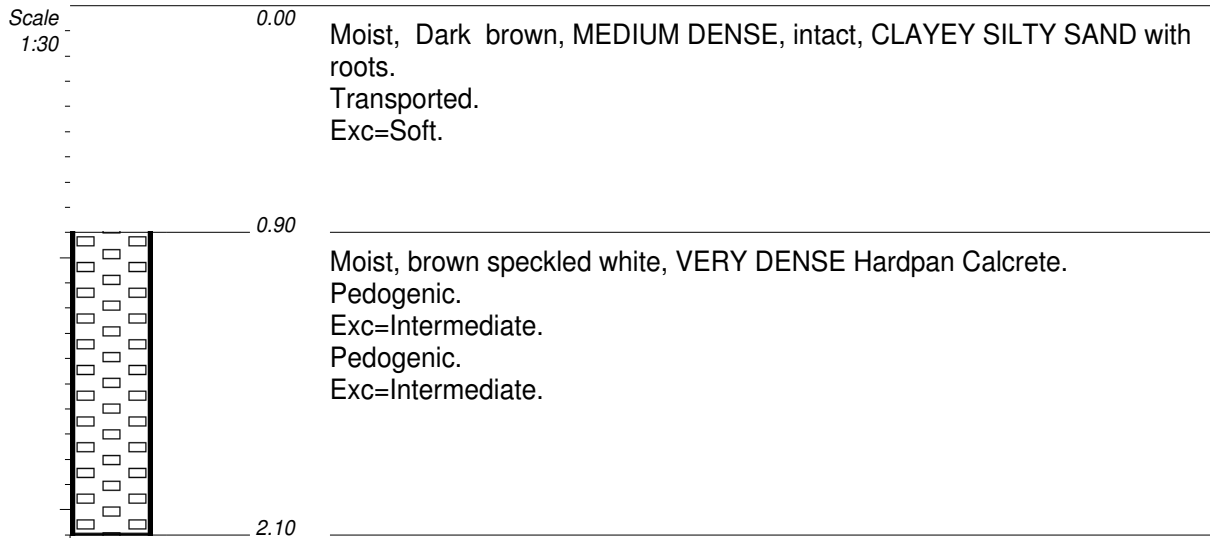 Scale
1:30
0.00
Moist, Dark brown, MEDIUM DENSE, intact, CLAYEY SILTY SAND with
roots.
Transported.
Exc=Soft.
0.90
Moist, brown speckled white, VERY DENSE Hardpan Calcrete.
Pedogenic.
Exc=Intermediate.
Pedogenic.
Exc=Intermediate.
2.10